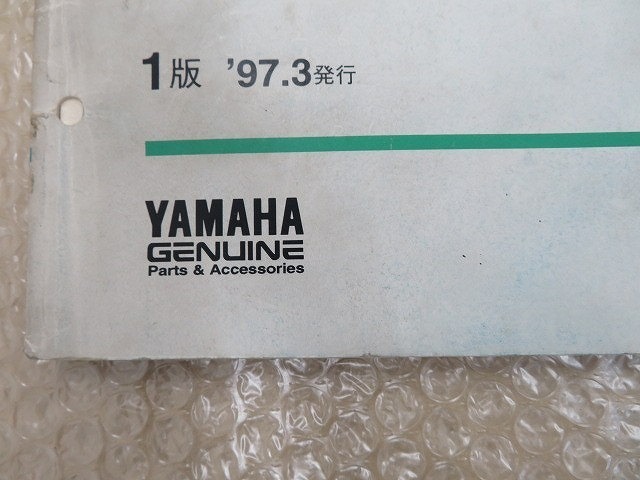 1版 '97.3発行
YAMAHA
GENUINE
Parts & Accessories